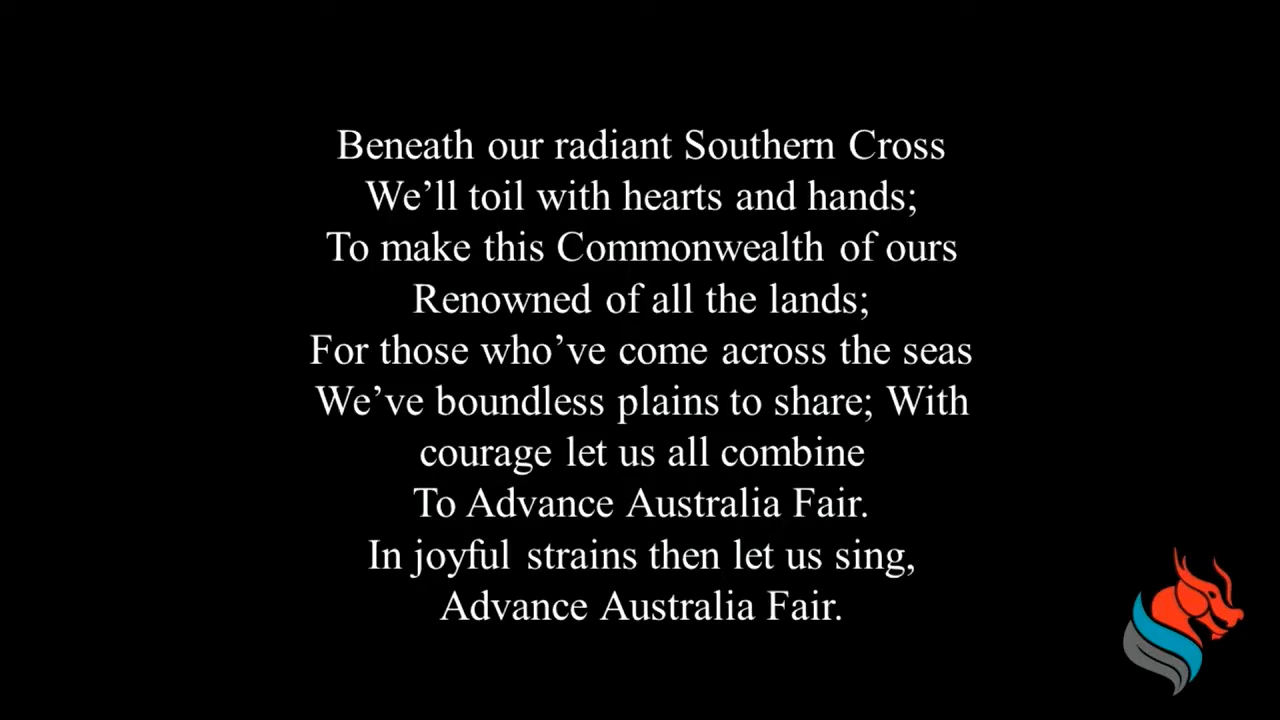 Beneath our radiant Southern Cross
We’ll toil with hearts and hands;
To make this Commonwealth of ours
Renowned of all the lands;
For those who’ve come across the seas
We’ve boundless plains to share; With
courage let us all combine
To Advance Australia Fair.
In joyful strains then let us sing,
Advance Australia Fair.